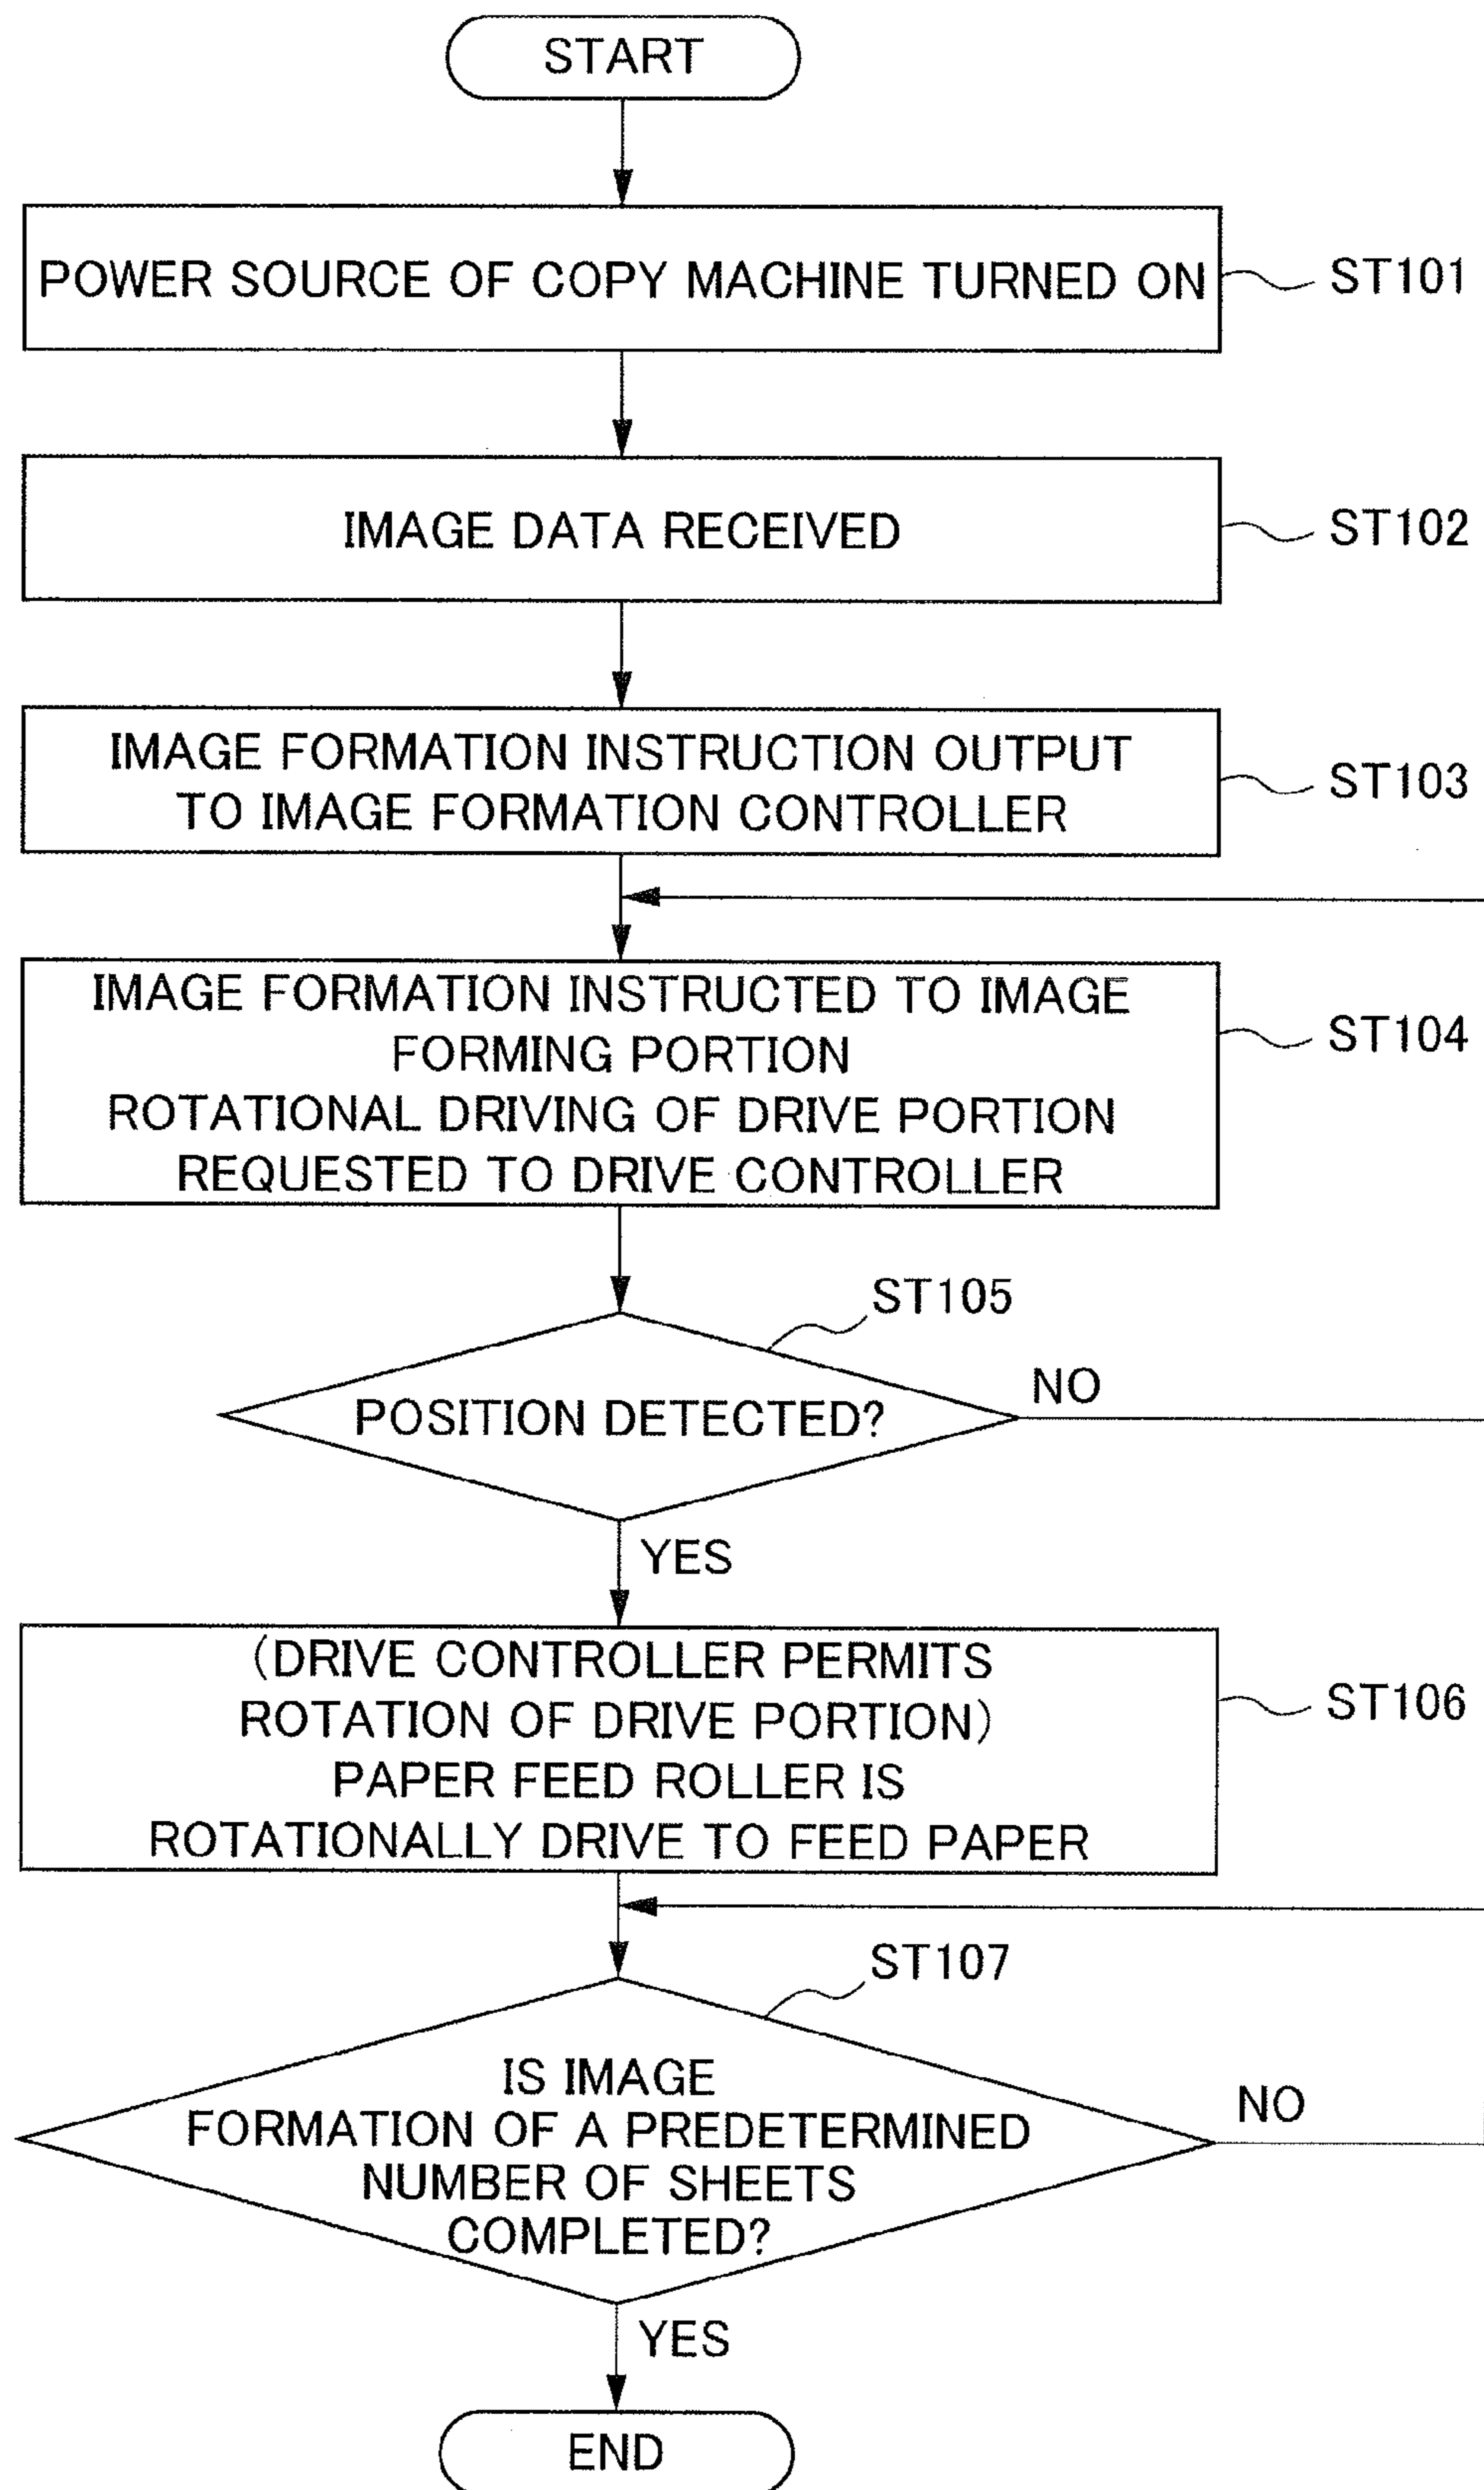 START
POWER SOURCE OF COPY MACHINE TURNED ON
ST101
IMAGE DATA RECEIVED
ST102
IMAGE FORMATION INSTRUCTION OUTPUT
TO IMAGE FORMATION CONTROLLER
ST103
IMAGE FORMATION INSTRUCTED TO IMAGE
FORMING PORTION
ROTATIONAL DRIVING OF DRIVE PORTION
REQUESTED TO DRIVE CONTROLLER
ST104
ST105
POSITION DETECTED?
NO
YES
(DRIVE CONTROLLER PERMITS
ROTATION OF DRIVE PORTION)
PAPER FEED ROLLER IS
ROTATIONALLY DRIVE TO FEED PAPER
ST106
ST107
IS IMAGE
FORMATION OF A PREDETERMINED
NUMBER OF SHEETS
COMPLETED?
NO
YES
END